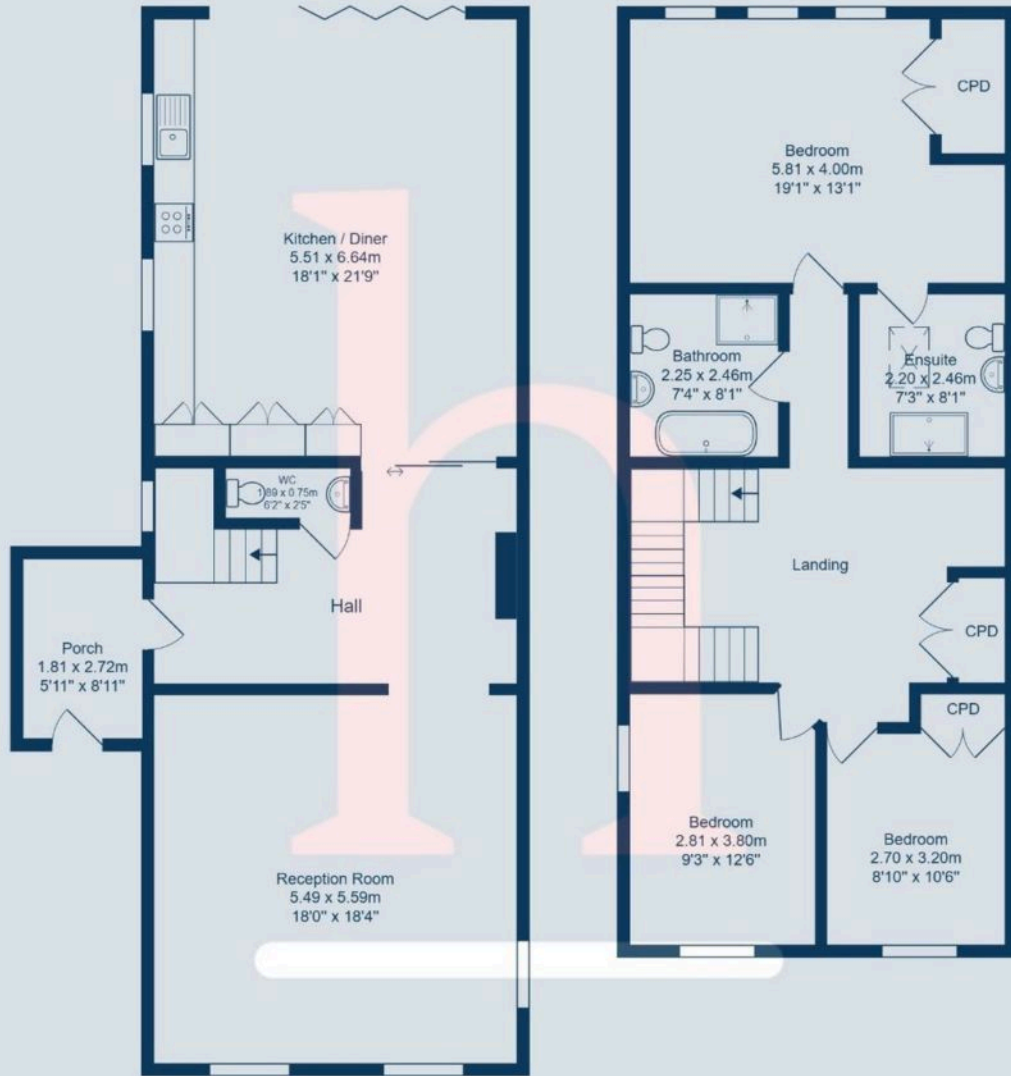 Kitchen / Diner
5.51 x 6.64m
18'1" x 21'9"
WC
1.89 x 0.75m
6'2" x 2'5"
Hall
Porch
1.81 x 2.72m
5'11" x 8'11"
Reception Room
5.49 x 5.59m
18'0" x 18'4"
CPD
Bedroom
5.81 x 4.00m
19'1" x 13'1"
Bathroom
2.25 x 2.46m
7'4" x 8'1"
Ensuite
2.20 x 2.46m
7'3" x 8'1"
Landing
CPD
CPD
Bedroom
2.81 x 3.80m
9'3" x 12'6"
Bedroom
2.70 x 3.20m
8'10" x 10'6"
h